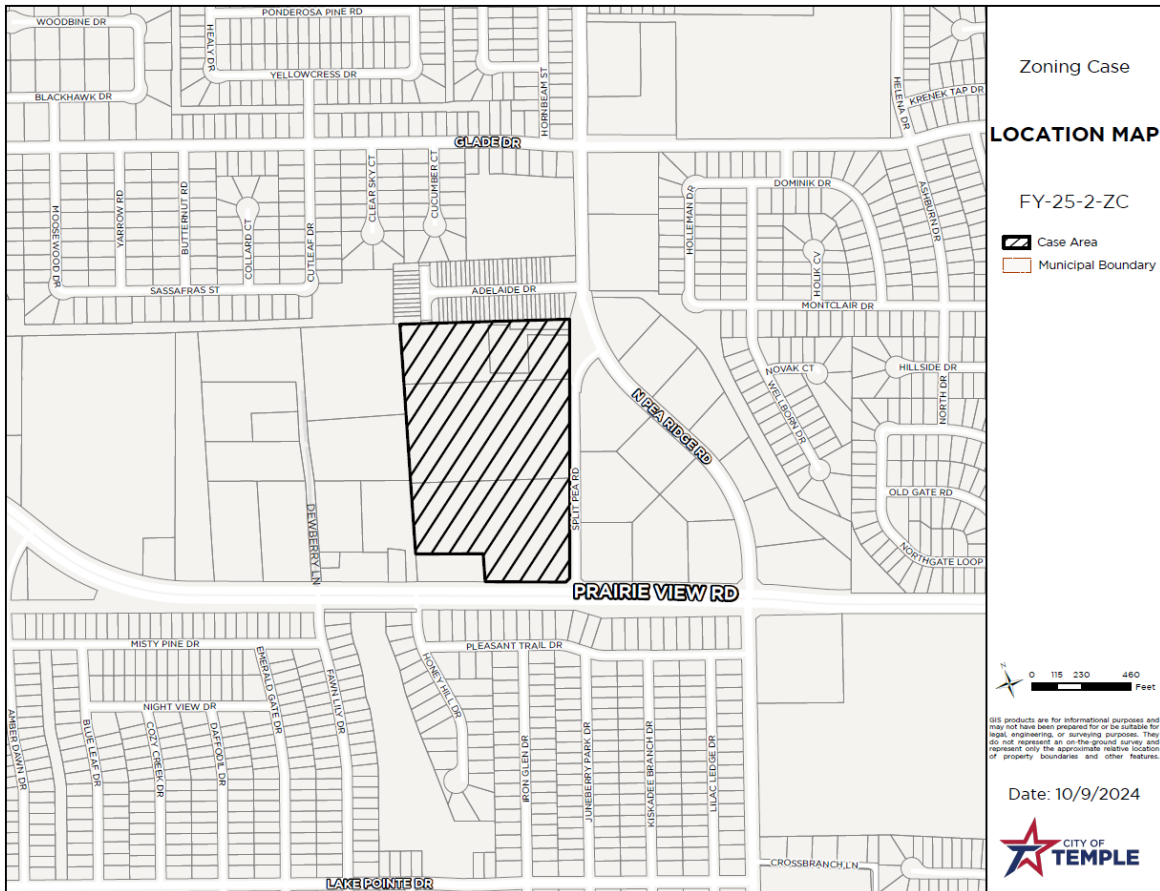 PONDEROSA PINE RD
WOODBINE DR
HEALY DR
YELLOWCRESS DR
BLACKHAWK DR
HORNBEAM ST
HELENA DR
KRENEK TAP DR
GLADE DR
CLEAR SKY CT
CUCUMBER CT
MOOSEWOOD DR
YARROW RD
BUTTERNUT RD
COLLARD CT
CUTLEAF DR
SASSAFRAS ST
ADELAIDE DR
DOMINIK DR
HOLLEMAN DR
HOLIK CV
ASHBURN DR
MONTCLAIR DR
NOVAK CT
WELLBORN DR
HILLSIDE DR
NORTH DR
N PEA RIDGE RD
SPLIT PEA RD
OLD GATE RD
NORTHGATE LOOP
DEWBERRY LN
PRAIRIE VIEW RD
MISTY PINE DR
PLEASANT TRAIL DR
HONEY HILL DR
EMERALD GATE DR
FAWN LILY DR
NIGHT VIEW DR
AMBER DAWN DR
BLUE LEAF DR
COZY CREEK DR
DAFFODIL DR
IRON GLEN DR
JUNEBERRY PARK DR
KISKADEE BRANCH DR
LILAC LEDGE DR
CROSSBRANCH LN
LAKE POINTE DR
Zoning Case
LOCATION MAP
FY-25-2-ZC
Case Area
Municipal Boundary
N
0 115 230 460
Feet
GIS products are for informational purposes and
may not have been prepared for or be suitable for
legal, engineering, or surveying purposes. They
do not represent an on-the-ground survey and
represent only the approximate relative location
of property boundaries and other features.
Date: 10/9/2024
CITY OF
TEMPLE